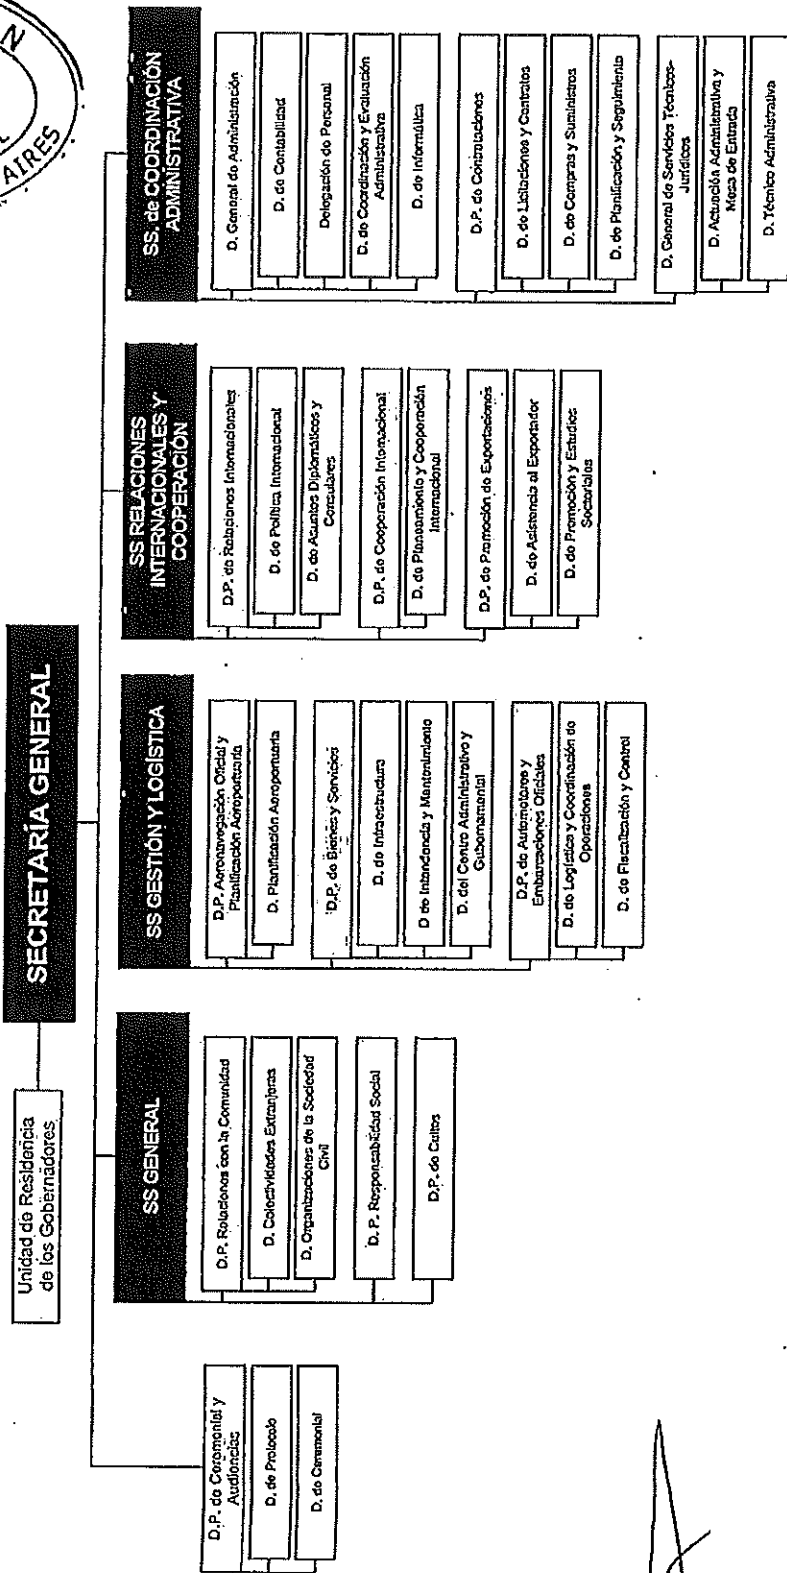 SECRETARÍA GENERAL
Unidad de Residencia
de los Gobernadores
D.P. de Ceremonial y
Audiencias
D. de Protocolo
D. de Ceremonial
SS GENERAL
D.P. Relaciones con la Comunidad
D. Colectividades Extranjeras
D. Organizaciones de la Sociedad
Civil
D. P. Responsabilidad Social
D.P. de Cultos
SS GESTIÓN Y LOGÍSTICA
D.P. Aeronavegación Oficial y
Planificación Aeroportuaria
D. Planificación Aeroportuaria
D.P. de Bienes y Servicios
D. de Infraestructura
D de Intendencia y Mantenimiento
D. del Centro Administrativo y
Gubernamental
D.P. de Automotores y
Embarcaciones Oficiales
D. de Logística y Coordinación de
Operaciones
D. de Fiscalización y Control
SS RELACIONES
INTERNACIONALES Y
COOPERACIÓN
D.P. de Relaciones Internacionales
D. de Política Internacional
D. de Asuntos Diplomáticos y
Consulares
D.P. de Cooperación Internacional
D. de Planeamiento y Cooperación
Internacional
D.P. de Promoción de Exportaciones
D. de Asistencia al Exportador
D. de Promoción y Estudios
Sectoriales
SS. de COORDINACIÓN
ADMINISTRATIVA
D. General de Administración
D. de Contabilidad
Delegación de Personal
D. de Coordinación y Evaluación
Administrativa
D. de Informática
D.P. de Contrataciones
D. de Licitaciones y Contratos
D. de Compras y Suministros
D. de Planificación y Seguimiento
D. General de Servicios Técnicos-
Jurídicos
D. Actuación Administrativa y
Mesa de Entrada
D. Técnico Administrativa
AIRES